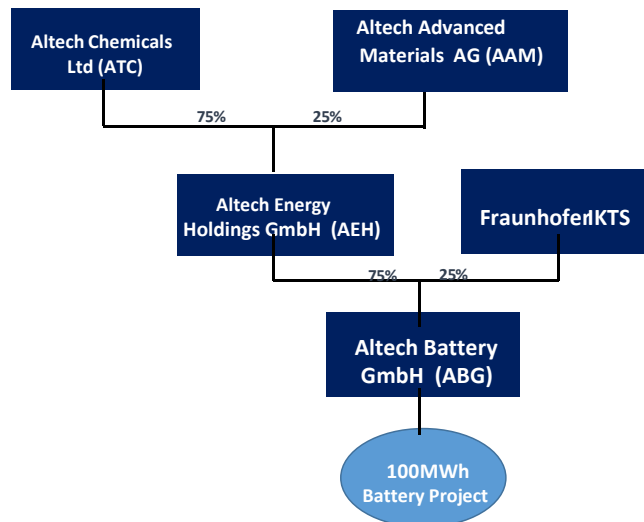 Altech Chemicals
Ltd (ATC)
Altech Advanced
Materials AG (AAM)
75%
25%
Altech Energy
Holdings GmbH (AEH)
FraunhoferIKTS
75%
25%
Altech Battery
GmbH (ABG)
100MWh
Battery Project